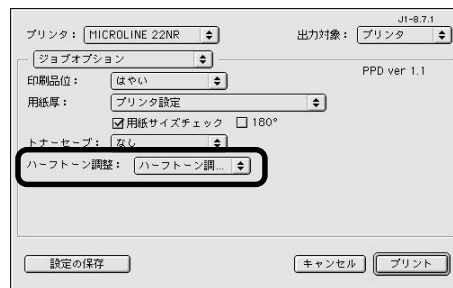 J1-8.7.1
プリンタ： MICROLINE 22NR 出力対象： プリンタ
ジョブオプション
PPD ver 1.1
印刷品位： はやい
用紙厚： プリンタ設定
用紙サイズチェック 180°
トナーセーブ： なし
ハーフトーン調整： ハーフトーン調...
設定の保存 キャンセル プリント